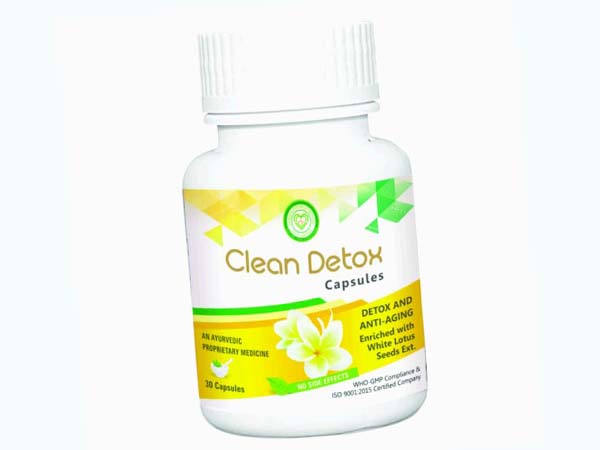 Clean Detox
Capsules
DETOX AND
ANTI-AGING
Enriched with
White Lotus
Seeds Ext.
AN AYURVEDIC
PROPRIETARY MEDICINE
30 Capsules
NO SIDE EFFECTS
WHO-GMP Compliance &
ISO 9001:2015 Certified Company